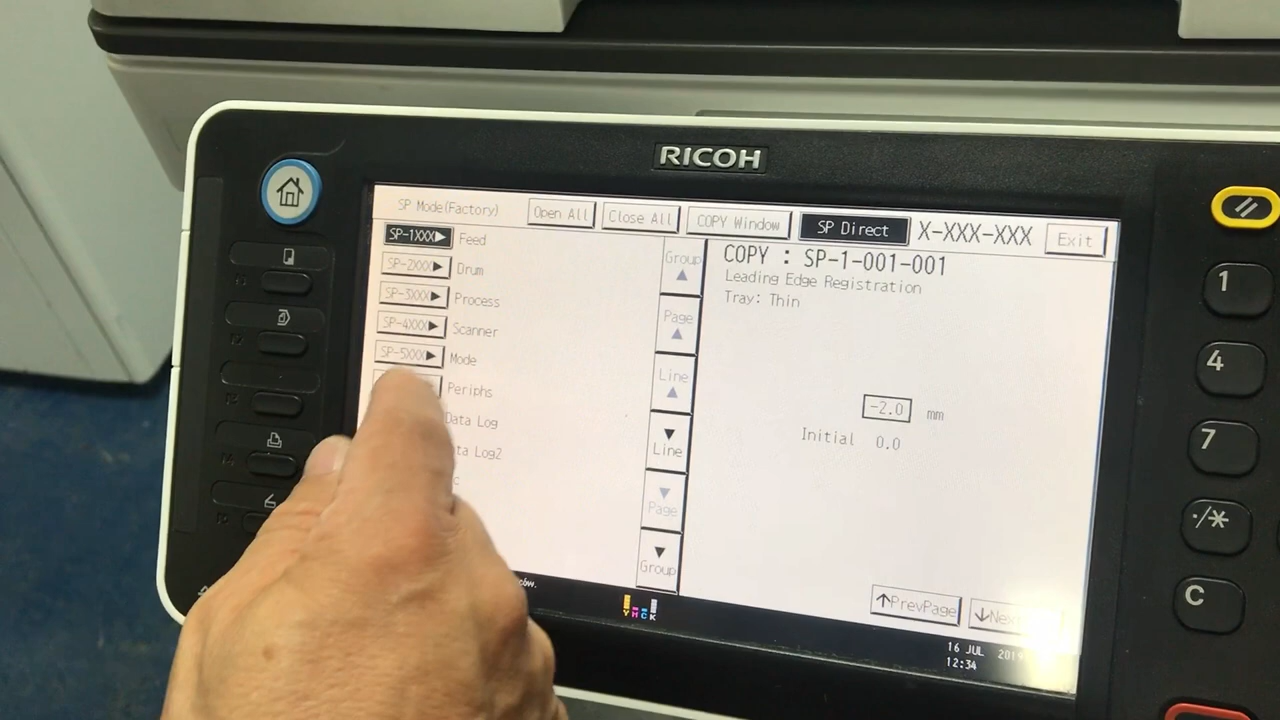 RICOH
SP Mode(Factory) Open All Close All COPY Window SP Direct X-XXX-XXX Exit
SP-1XXX▶ Feed
SP-2XXX▶ Drum
SP-3XXX▶ Process
SP-4XXX▶ Scanner
SP-5XXX▶ Mode
Periphs
Data Log
Log2
Group
▲
Page
▲
Line
▲
▼
Line
▼
Page
▼
Group
COPY : SP-1-001-001
Leading Edge Registration
Tray: Thin
-2.0 mm
Initial 0.0
↑PrevPage
Y M C K
16 JUL
12:34
1
4
7
./*
C